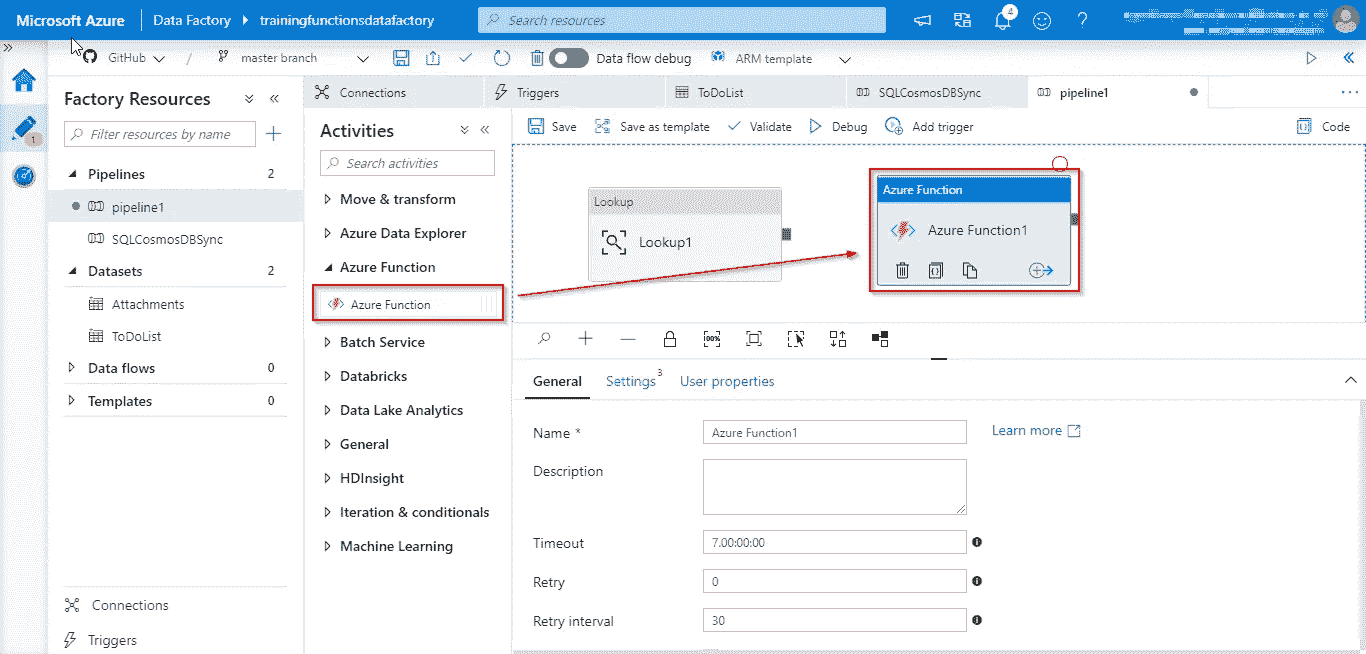 Microsoft Azure
Data Factory
trainingfunctionsdatafactory
Search resources
4
GitHub
/
master branch
Data flow debug
ARM template
1
Factory Resources
Filter resources by name
Pipelines 2
pipeline1
SQLCosmosDBSync
Datasets 2
Attachments
ToDoList
Data flows 0
Templates 0
Connections
Triggers
Connections
Triggers
ToDoList
SQLCosmosDBSync
pipeline1
Activities
Search activities
Move & transform
Azure Data Explorer
Azure Function
Azure Function
Batch Service
Databricks
Data Lake Analytics
General
HDInsight
Iteration & conditionals
Machine Learning
Save
Save as template
Validate
Debug
Add trigger
Code
Lookup
Lookup1
Azure Function
Azure Function1
100%
General
Settings 3
User properties
Name *
Azure Function1
Learn more
Description
Timeout
7.00:00:00
Retry
0
Retry interval
30